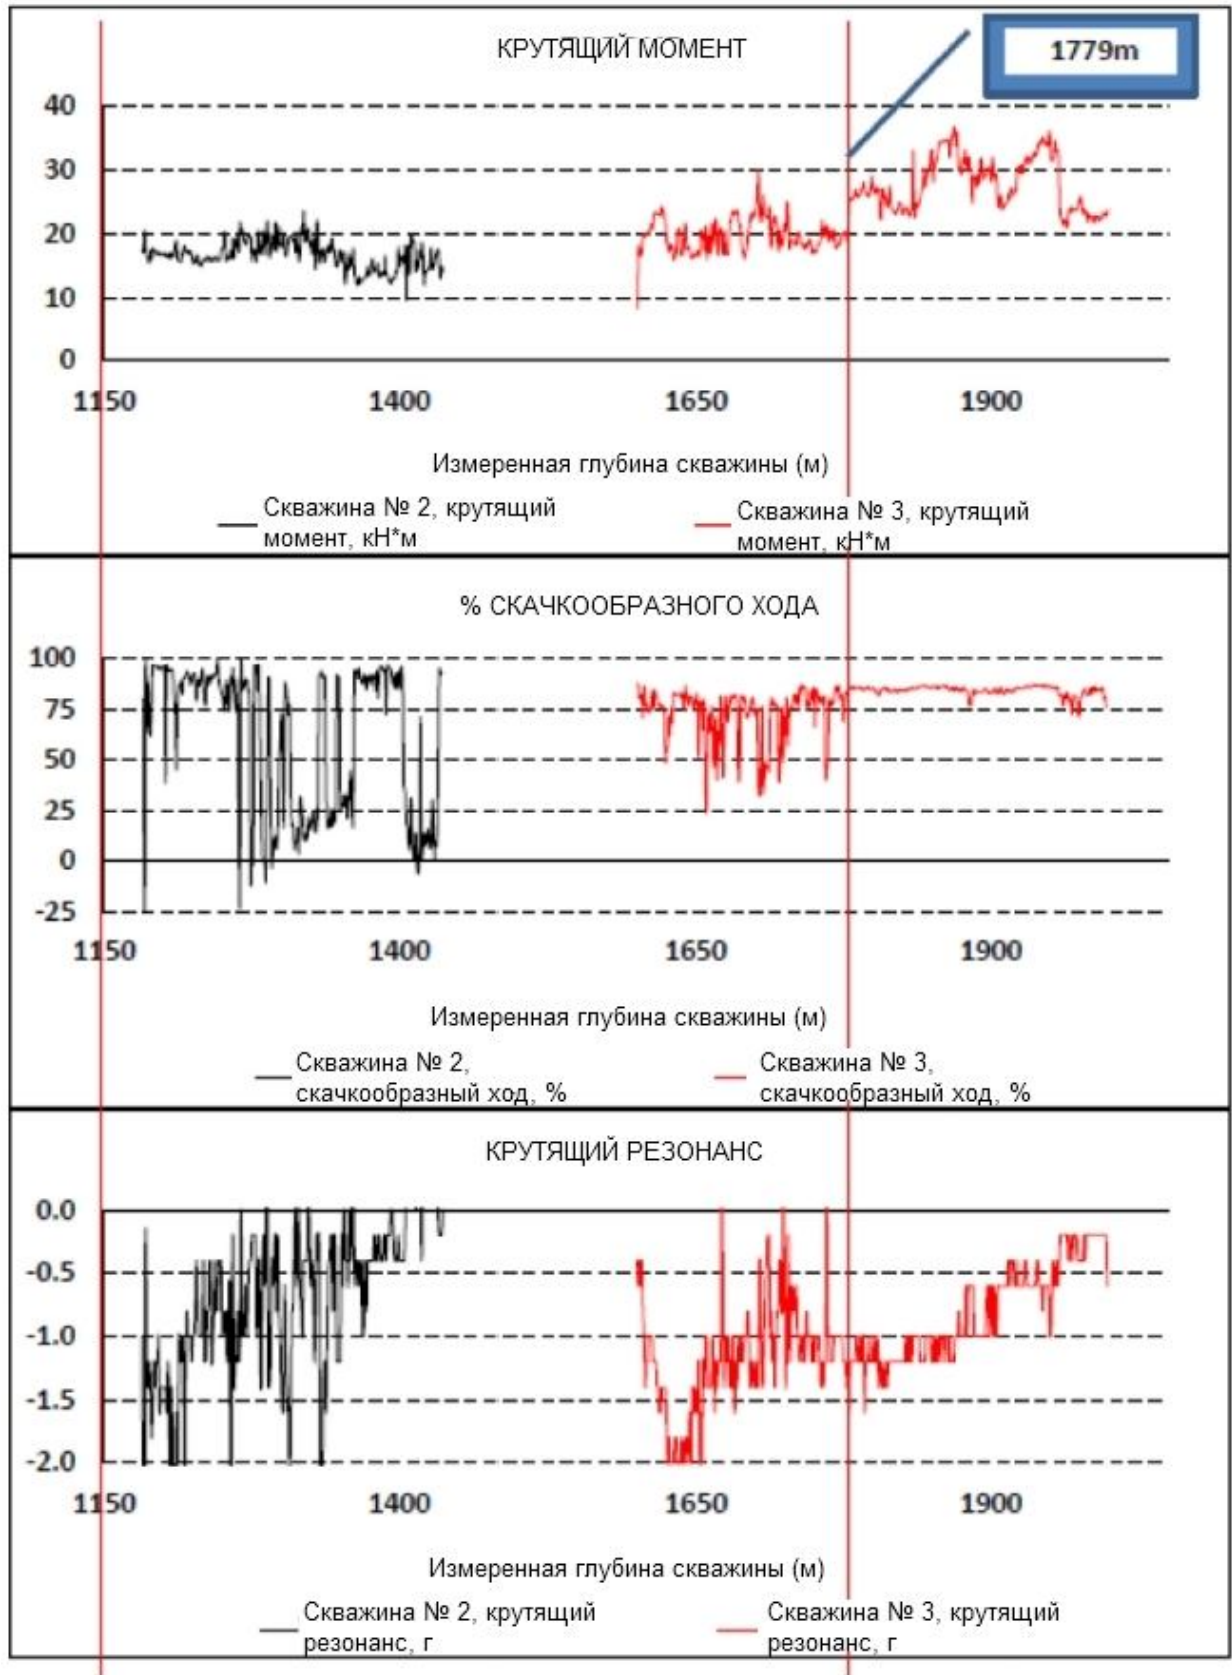 КРУТЯЩИЙ МОМЕНТ
1779m
40
30
20
10
0
1150 1400 1650 1900
Измеренная глубина скважины (м)
Скважина № 2, крутящий
момент, кН*м
Скважина № 3, крутящий
момент, кН*м
% СКАЧКООБРАЗНОГО ХОДА
100
75
50
25
0
-25
1150 1400 1650 1900
Измеренная глубина скважины (м)
Скважина № 2,
скачкообразный ход, %
Скважина № 3,
скачкообразный ход, %
КРУТЯЩИЙ РЕЗОНАНС
0.0
-0.5
-1.0
-1.5
-2.0
1150 1400 1650 1900
Измеренная глубина скважины (м)
Скважина № 2, крутящий
резонанс, г
Скважина № 3, крутящий
резонанс, г